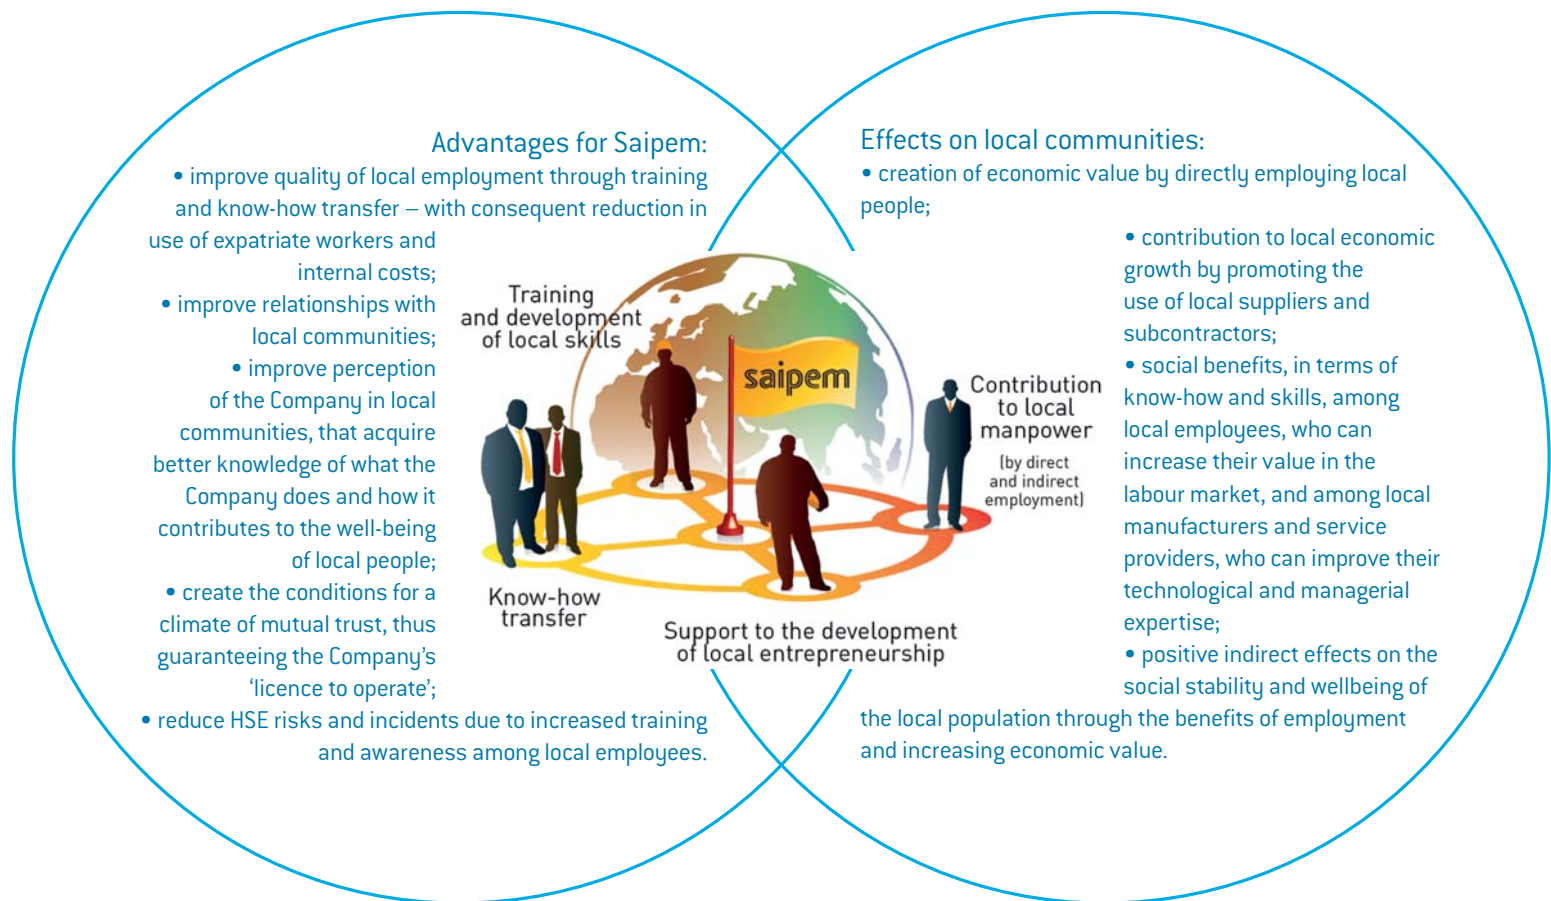 Advantages for Saipem:
• improve quality of local employment through training
and know-how transfer – with consequent reduction in
use of expatriate workers and
internal costs;
• improve relationships with
local communities;
• improve perception
of the Company in local
communities, that acquire
better knowledge of what the
Company does and how it
contributes to the well-being
of local people;
• create the conditions for a
climate of mutual trust, thus
guaranteeing the Company's
'licence to operate';
• reduce HSE risks and incidents due to increased training
and awareness among local employees.
Training
and development
of local skills
saipem
Contribution
to local
manpower
(by direct
and indirect
employment)
Know-how
transfer
Support to the development
of local entrepreneurship
Effects on local communities:
• creation of economic value by directly employing local
people;
• contribution to local economic
growth by promoting the
use of local suppliers and
subcontractors;
• social benefits, in terms of
know-how and skills, among
local employees, who can
increase their value in the
labour market, and among local
manufacturers and service
providers, who can improve their
technological and managerial
expertise;
• positive indirect effects on the
social stability and wellbeing of
the local population through the benefits of employment
and increasing economic value.